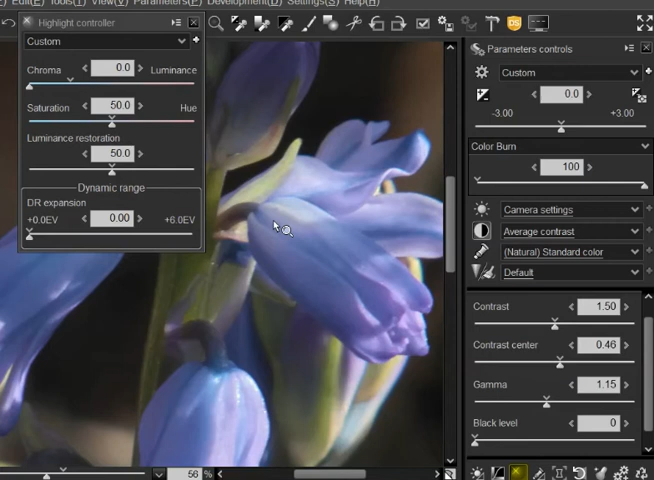 Edit(E) Tools(T) View(V) Parameters(P) Development(D) Settings(S) Help(H)
Highlight controller
Custom
Chroma 0.0 Luminance
Saturation 50.0 Hue
Luminance restoration
50.0
Dynamic range
DR expansion
+0.0EV 0.00 +6.0EV
DS
Parameters controls
Custom
0.0
-3.00 +3.00
Color Burn
100
Camera settings
Average contrast
(Natural) Standard color
Default
Contrast 1.50
Contrast center 0.46
Gamma 1.15
Black level 0
56 %